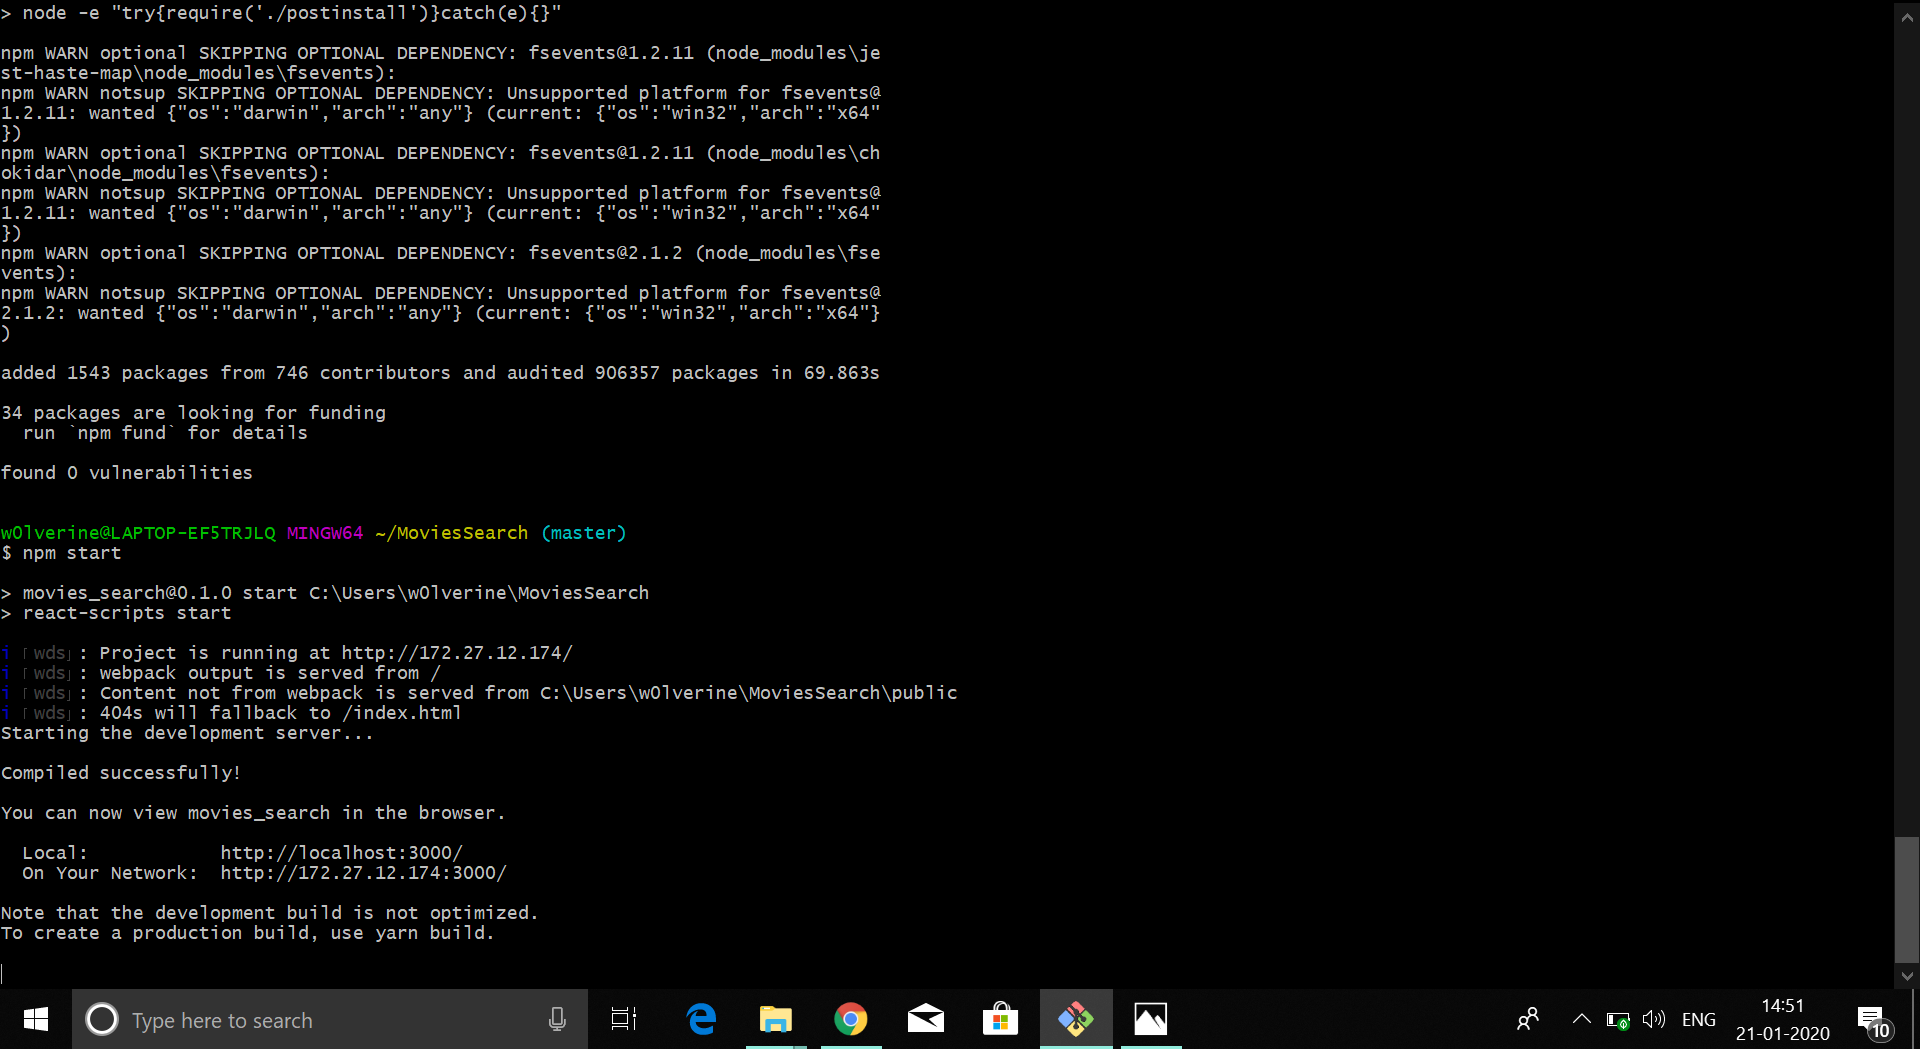 > node -e "try{require('./postinstall')}catch(e){}"
npm WARN optional SKIPPING OPTIONAL DEPENDENCY: fsevents@1.2.11 (node_modules\je
st-haste-map\node_modules\fsevents):
npm WARN notsup SKIPPING OPTIONAL DEPENDENCY: Unsupported platform for fsevents@
1.2.11: wanted {"os":"darwin","arch":"any"} (current: {"os":"win32","arch":"x64"
})
npm WARN optional SKIPPING OPTIONAL DEPENDENCY: fsevents@1.2.11 (node_modules\ch
okidar\node_modules\fsevents):
npm WARN notsup SKIPPING OPTIONAL DEPENDENCY: Unsupported platform for fsevents@
1.2.11: wanted {"os":"darwin","arch":"any"} (current: {"os":"win32","arch":"x64"
})
npm WARN optional SKIPPING OPTIONAL DEPENDENCY: fsevents@2.1.2 (node_modules\fse
vents):
npm WARN notsup SKIPPING OPTIONAL DEPENDENCY: Unsupported platform for fsevents@
2.1.2: wanted {"os":"darwin","arch":"any"} (current: {"os":"win32","arch":"x64"}
)
added 1543 packages from 746 contributors and audited 906357 packages in 69.863s
34 packages are looking for funding
  run `npm fund` for details
found 0 vulnerabilities
w0lverine@LAPTOP-EF5TRJLQ MINGW64 ~/MoviesSearch (master)
$ npm start
> movies_search@0.1.0 start C:\Users\w0lverine\MoviesSearch
> react-scripts start
i ｢wds｣: Project is running at http://172.27.12.174/
i ｢wds｣: webpack output is served from /
i ｢wds｣: Content not from webpack is served from C:\Users\w0lverine\MoviesSearch\public
i ｢wds｣: 404s will fallback to /index.html
Starting the development server...
Compiled successfully!
You can now view movies_search in the browser.
  Local:            http://localhost:3000/
  On Your Network:  http://172.27.12.174:3000/
Note that the development build is not optimized.
To create a production build, use yarn build.
Type here to search
ENG
14:51
21-01-2020
10